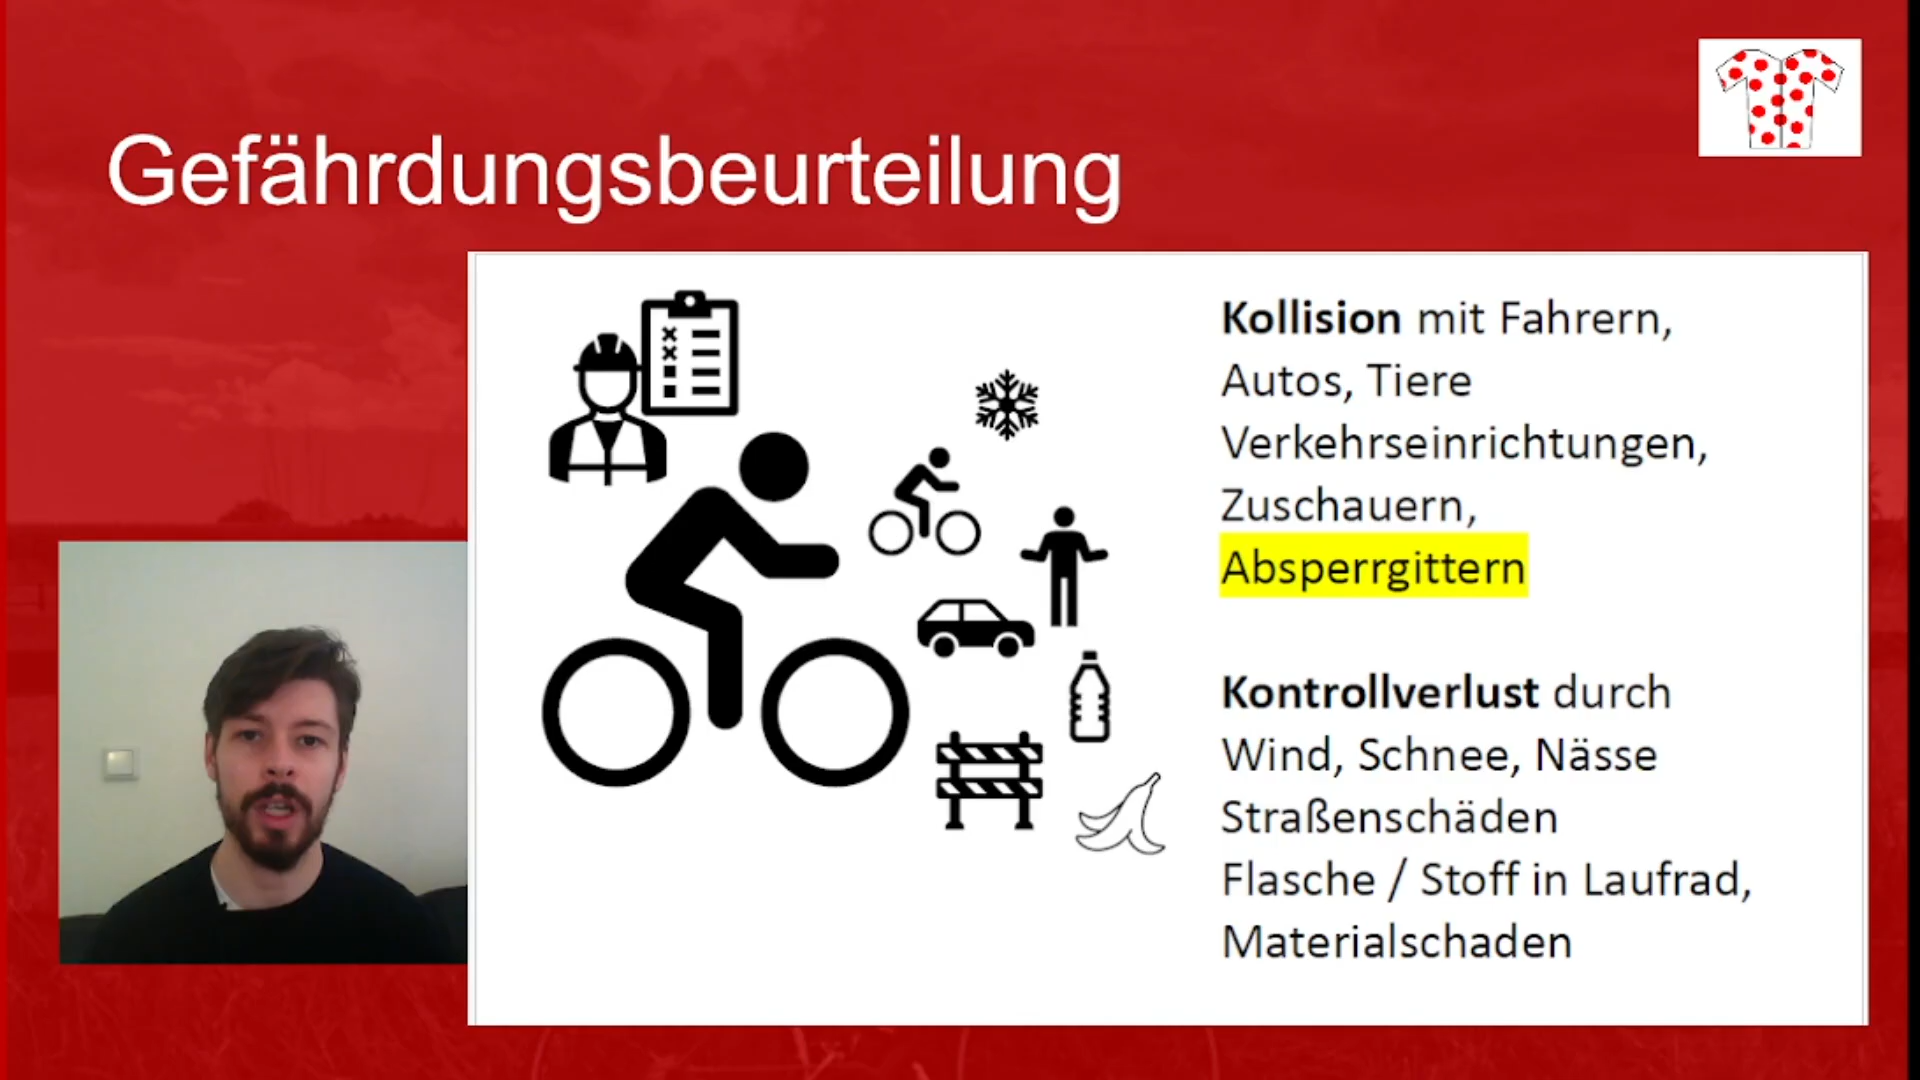 Gefährdungsbeurteilung
Kollision mit Fahrern,
Autos, Tiere
Verkehrseinrichtungen,
Zuschauern,
Absperrgittern
Kontrollverlust durch
Wind, Schnee, Nässe
Straßenschäden
Flasche / Stoff in Laufrad,
Materialschaden